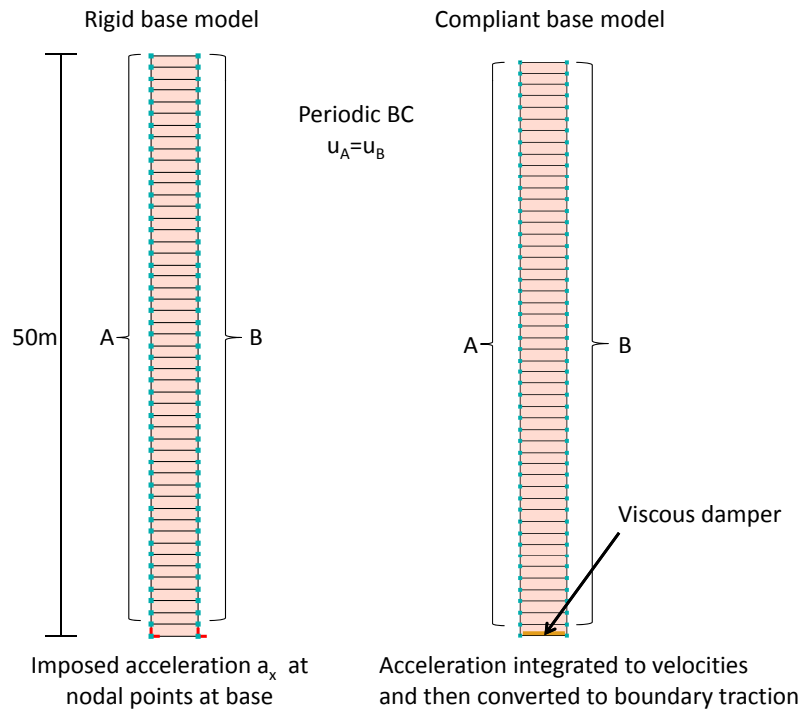 Rigid base model
Compliant base model
Periodic BC
u_A=u_B
50m
A
B
A
B
Viscous damper
Imposed acceleration a_x at
nodal points at base
Acceleration integrated to velocities
and then converted to boundary traction